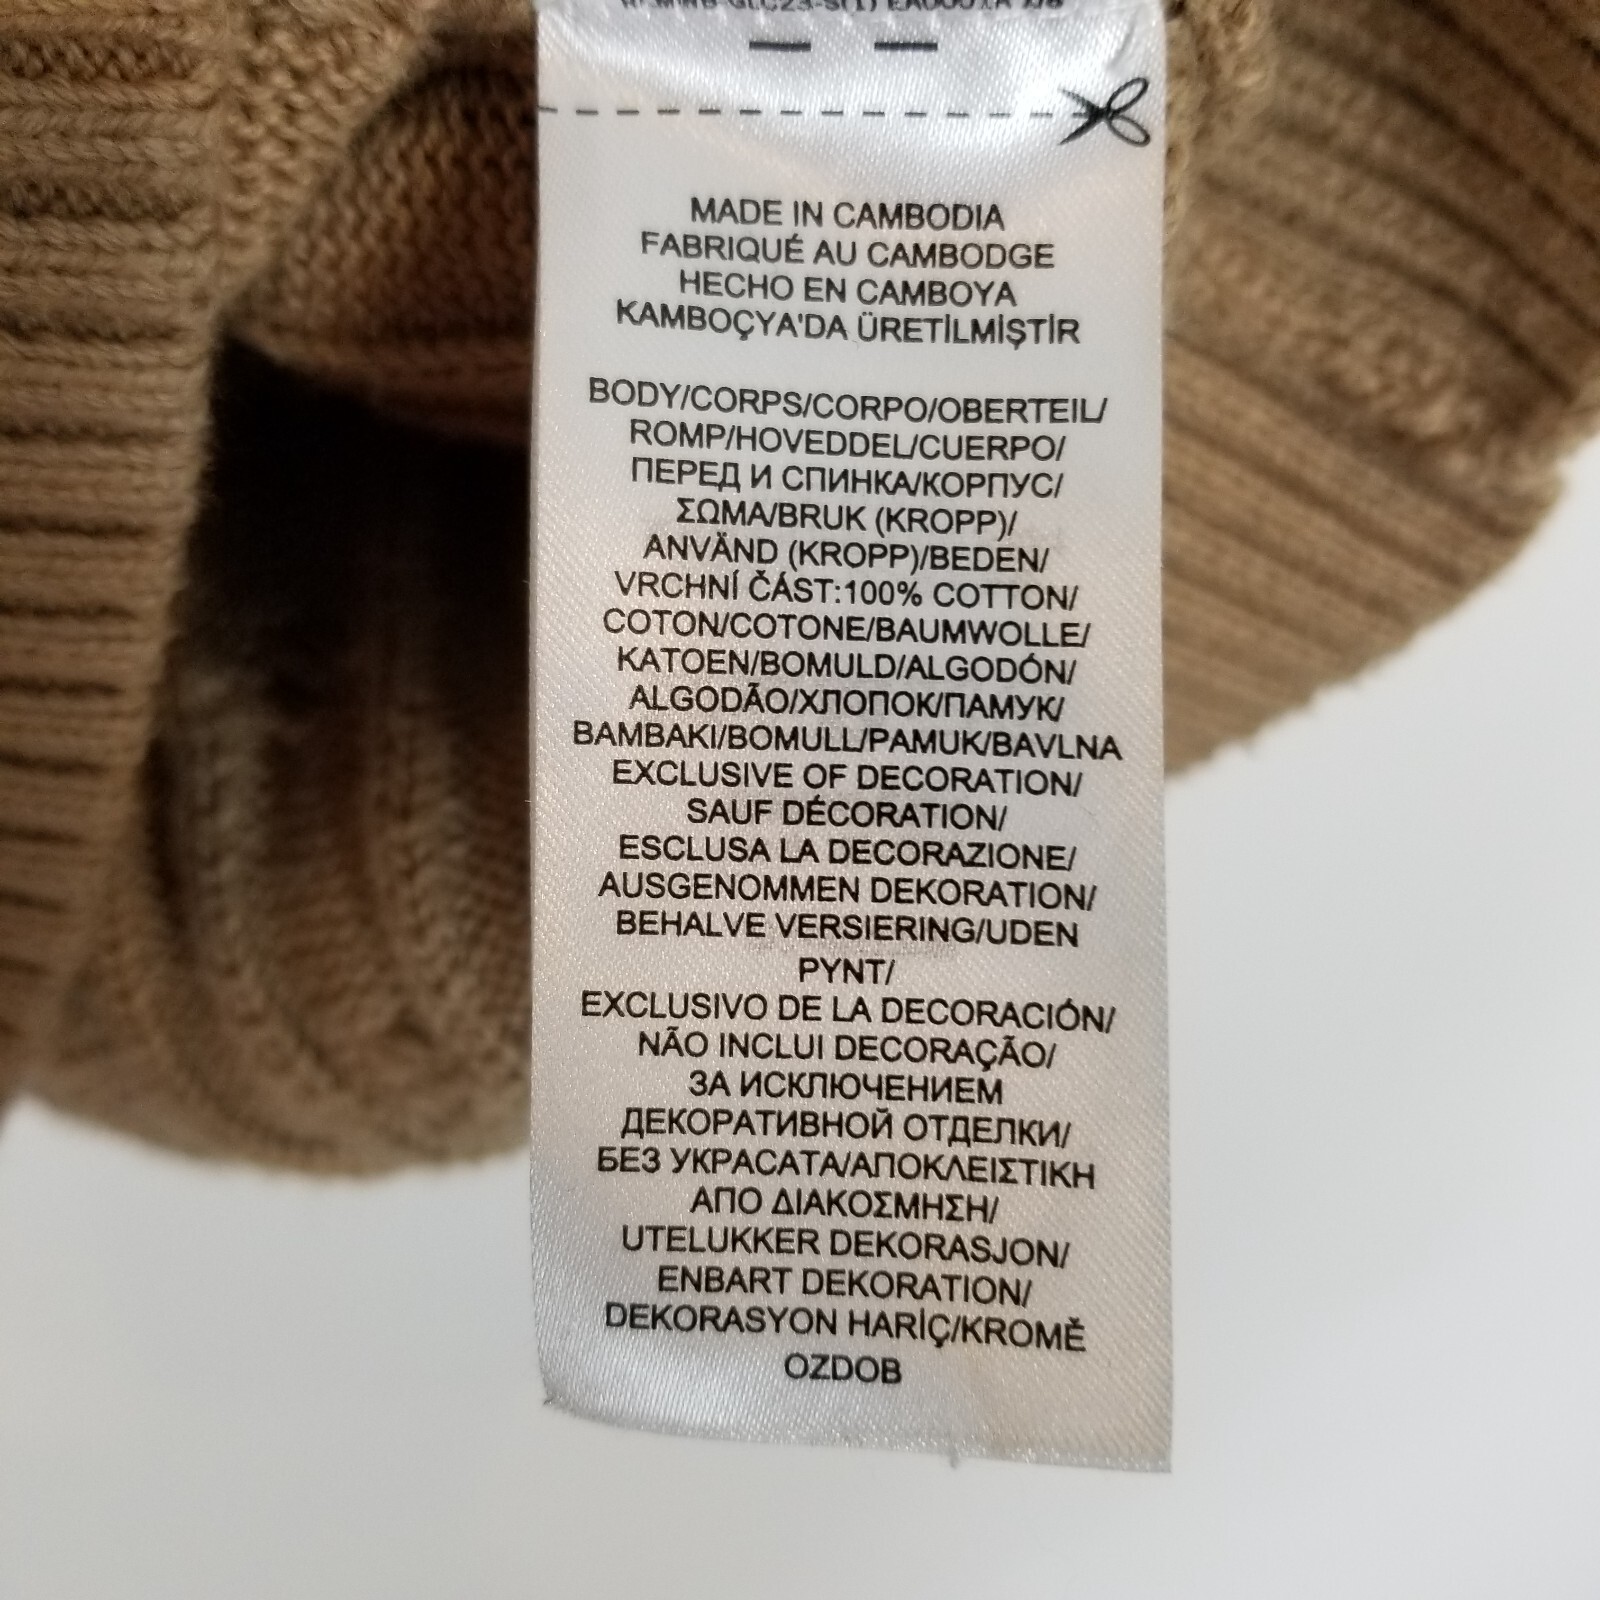 MADE IN CAMBODIA
FABRIQUÉ AU CAMBODGE
HECHO EN CAMBOYA
KAMBOÇYA'DA ÜRETİLMİŞTİR
BODY/CORPS/CORPO/OBERTEIL/
ROMP/HOVEDDEL/CUERPO/
ПЕРЕД И СПИНКА/КОРПУС/
ΣΩΜΑ/BRUK (KROPP)/
ANVÄND (KROPP)/BEDEN/
VRCHNÍ ČÁST:100% COTTON/
COTON/COTONE/BAUMWOLLE/
KATOEN/BOMULD/ALGODÓN/
ALGODÃO/ХЛОПОК/ПАМУК/
BAMBAKI/BOMULL/PAMUK/BAVLNA
EXCLUSIVE OF DECORATION/
SAUF DÉCORATION/
ESCLUSA LA DECORAZIONE/
AUSGENOMMEN DEKORATION/
BEHALVE VERSIERING/UDEN
PYNT/
EXCLUSIVO DE LA DECORACIÓN/
NÃO INCLUI DECORAÇÃO/
ЗА ИСКЛЮЧЕНИЕМ
ДЕКОРАТИВНОЙ ОТДЕЛКИ/
БЕЗ УКРАСАТА/ΑΠΟΚΛΕΙΣΤΙΚΗ
ΑΠΟ ΔΙΑΚΟΣΜΗΣΗ/
UTELUKKER DEKORASJON/
ENBART DEKORATION/
DEKORASYON HARİÇ/KROMĚ
OZDOB